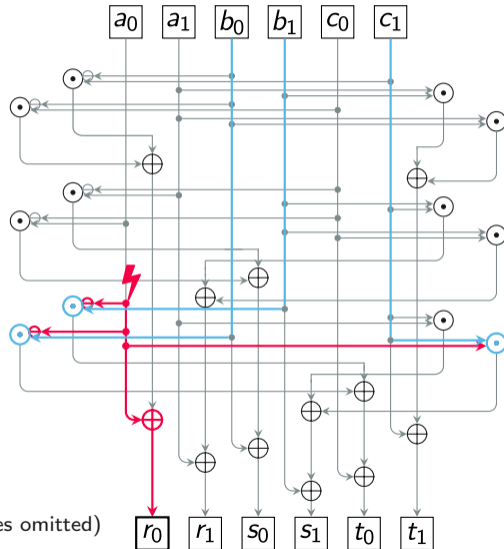 a₀ a₁ b₀ b₁ c₀ c₁
es omitted)
r₀ r₁ s₀ s₁ t₀ t₁